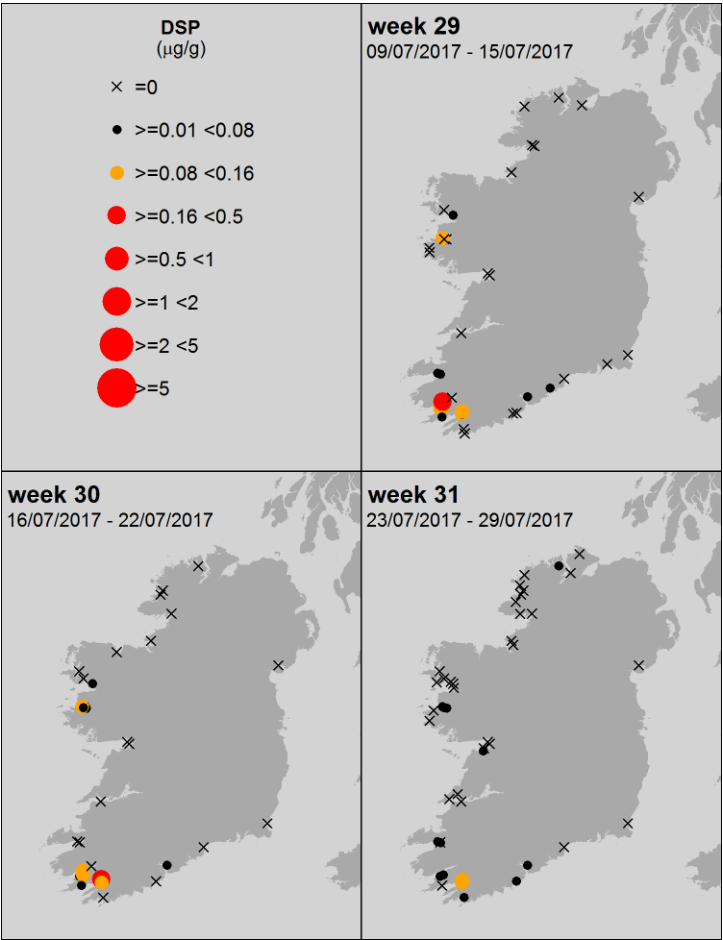 DSP
(µg/g)
=0
>=0.01 <0.08
>=0.08 <0.16
>=0.16 <0.5
>=0.5 <1
>=1 <2
>=2 <5
>=5
week 29
09/07/2017 - 15/07/2017
week 30
16/07/2017 - 22/07/2017
week 31
23/07/2017 - 29/07/2017